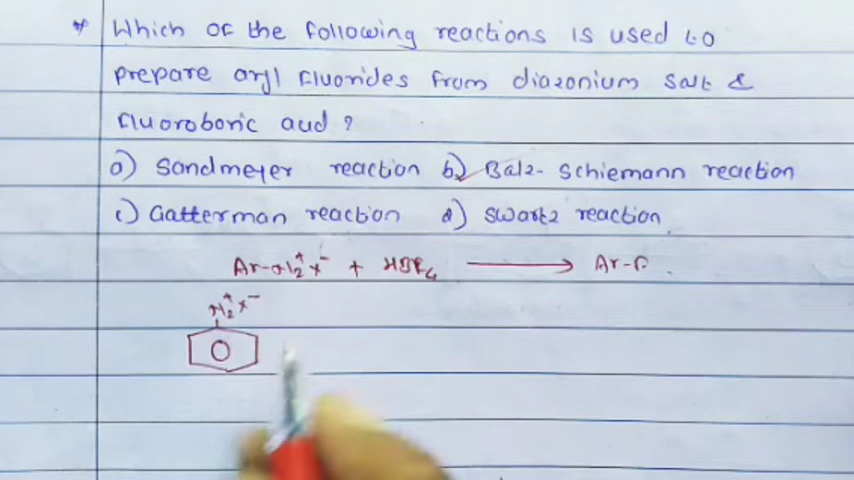 * Which of the following reactions is used to
prepare aryl fluorides from diazonium salt &
fluoroboric acid ?
a) Sandmeyer reaction b) Balz- Schiemann reaction
c) Gatterman reaction d) Swartz reaction
Ar-N₂⁺X⁻ + HBF₄ ⟶ Ar-F
N₂⁺X⁻